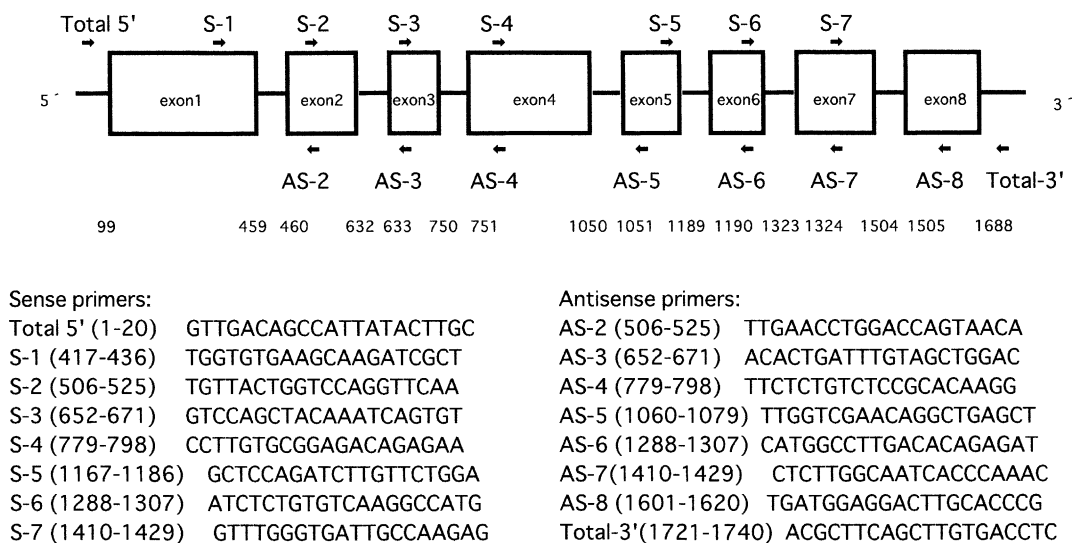 Total 5' S-1 S-2 S-3 S-4 S-5 S-6 S-7
5 ´ exon1 exon2 exon3 exon4 exon5 exon6 exon7 exon8 3 ´
AS-2 AS-3 AS-4 AS-5 AS-6 AS-7 AS-8 Total-3'
99 459 460 632 633 750 751 1050 1051 1189 1190 1323 1324 1504 1505 1688
Sense primers:
Total 5' (1-20) GTTGACAGCCATTATACTTGC
S-1 (417-436) TGGTGTGAAGCAAGATCGCT
S-2 (506-525) TGTTACTGGTCCAGGTTCAA
S-3 (652-671) GTCCAGCTACAAATCAGTGT
S-4 (779-798) CCTTGTGCGGAGACAGAGAA
S-5 (1167-1186) GCTCCAGATCTTGTTCTGGA
S-6 (1288-1307) ATCTCTGTGTCAAGGCCATG
S-7 (1410-1429) GTTTGGGTGATTGCCAAGAG
Antisense primers:
AS-2 (506-525) TTGAACCTGGACCAGTAACA
AS-3 (652-671) ACACTGATTTGTAGCTGGAC
AS-4 (779-798) TTCTCTGTCTCCGCACAAGG
AS-5 (1060-1079) TTGGTCGAACAGGCTGAGCT
AS-6 (1288-1307) CATGGCCTTGACACAGAGAT
AS-7(1410-1429) CTCTTGGCAATCACCCAAAC
AS-8 (1601-1620) TGATGGAGGACTTGCACCCG
Total-3'(1721-1740) ACGCTTCAGCTTGTGACCTC